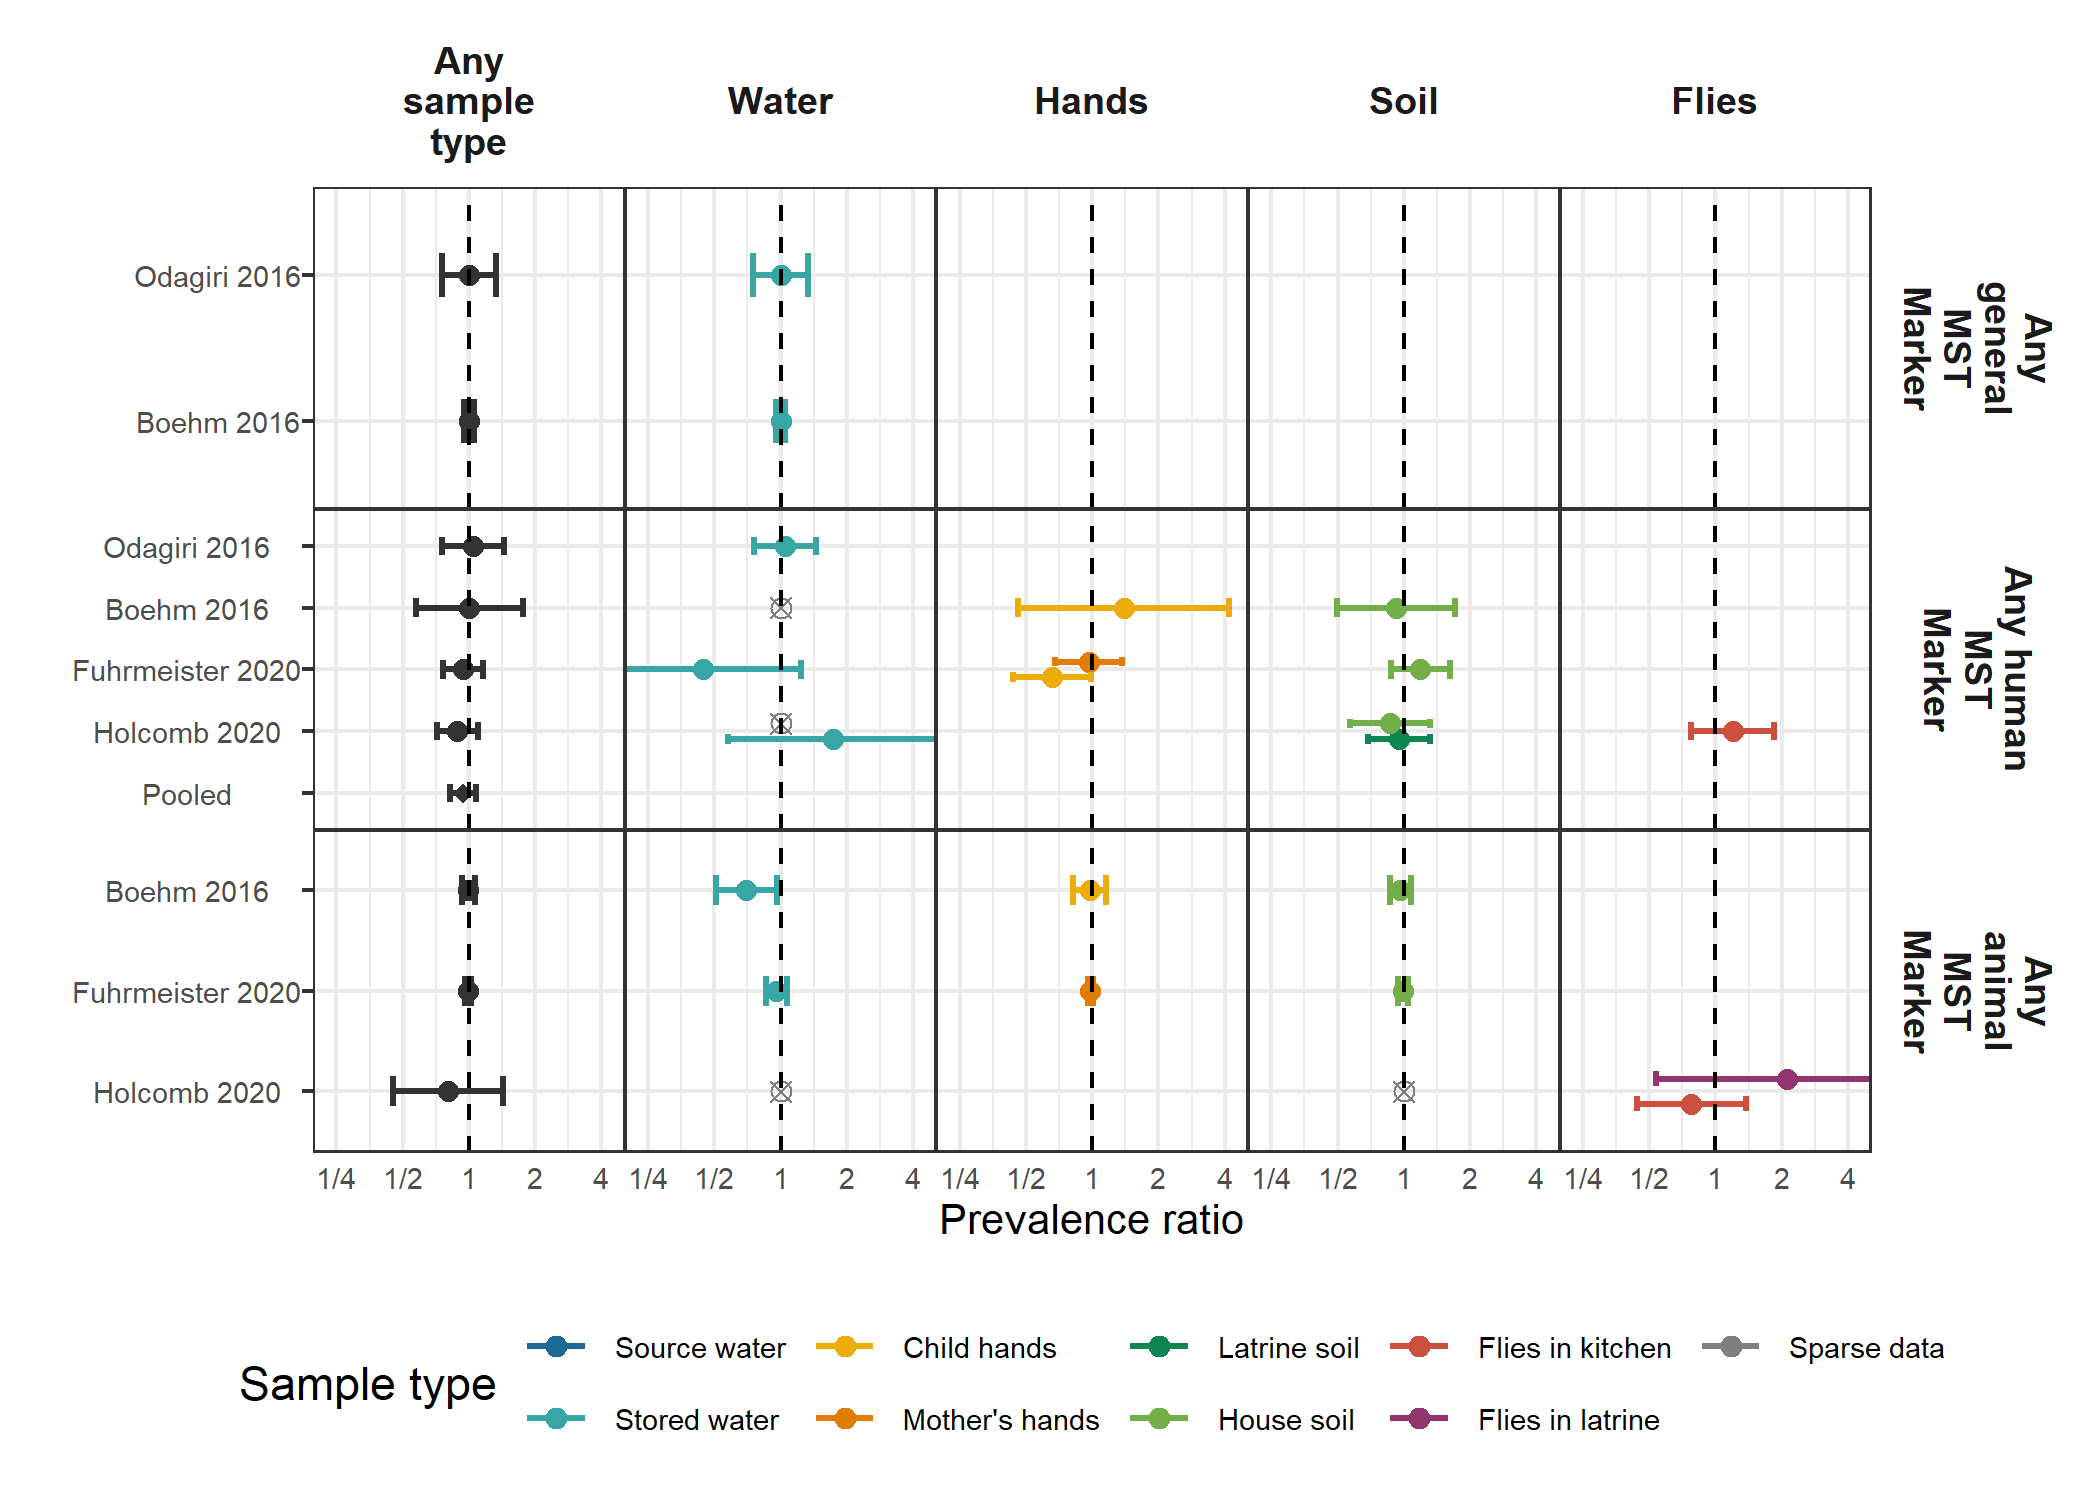 Any
sample
type
Water
Hands
Soil
Flies
Odagiri 2016
Boehm 2016
Any
general
MST
Marker
Odagiri 2016
Boehm 2016
Fuhrmeister 2020
Holcomb 2020
Pooled
Any human
MST
Marker
Boehm 2016
Fuhrmeister 2020
Holcomb 2020
Any
animal
MST
Marker
1/4 1/2 1 2 4 1/4 1/2 1 2 4 1/4 1/2 1 2 4 1/4 1/2 1 2 4 1/4 1/2 1 2 4
Prevalence ratio
Sample type
Source water Child hands Latrine soil Flies in kitchen Sparse data
Stored water Mother's hands House soil Flies in latrine